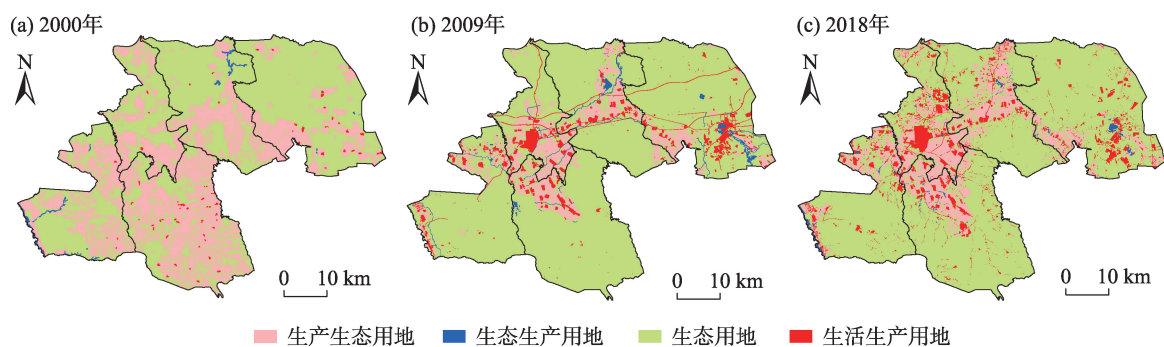 (a) 2000年
(b) 2009年
(c) 2018年
N
N
N
0 10 km
0 10 km
0 10 km
生产生态用地
生态生产用地
生态用地
生活生产用地